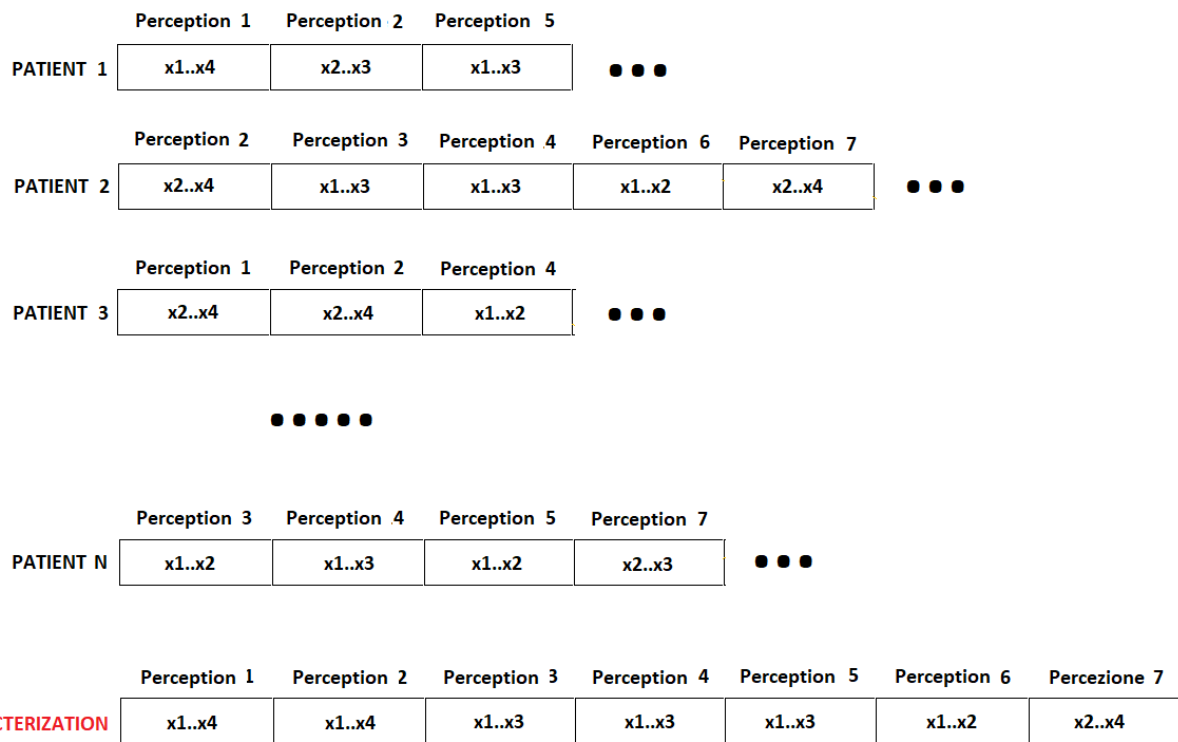 Perception 1 Perception 2 Perception 5
PATIENT 1 x1..x4 x2..x3 x1..x3 •••
Perception 2 Perception 3 Perception .4 Perception 6 Perception 7
PATIENT 2 x2..x4 x1..x3 x1..x3 x1..x2 x2..x4 •••
Perception 1 Perception 2 Perception 4
PATIENT 3 x2..x4 x2..x4 x1..x2 •••
•••••
Perception 3 Perception .4 Perception 5 Perception 7
PATIENT N x1..x2 x1..x3 x1..x2 x2..x3 •••
Perception 1 Perception 2 Perception 3 Perception 4 Perception 5 Perception 6 Percezione 7
CTERIZATION x1..x4 x1..x4 x1..x3 x1..x3 x1..x3 x1..x2 x2..x4